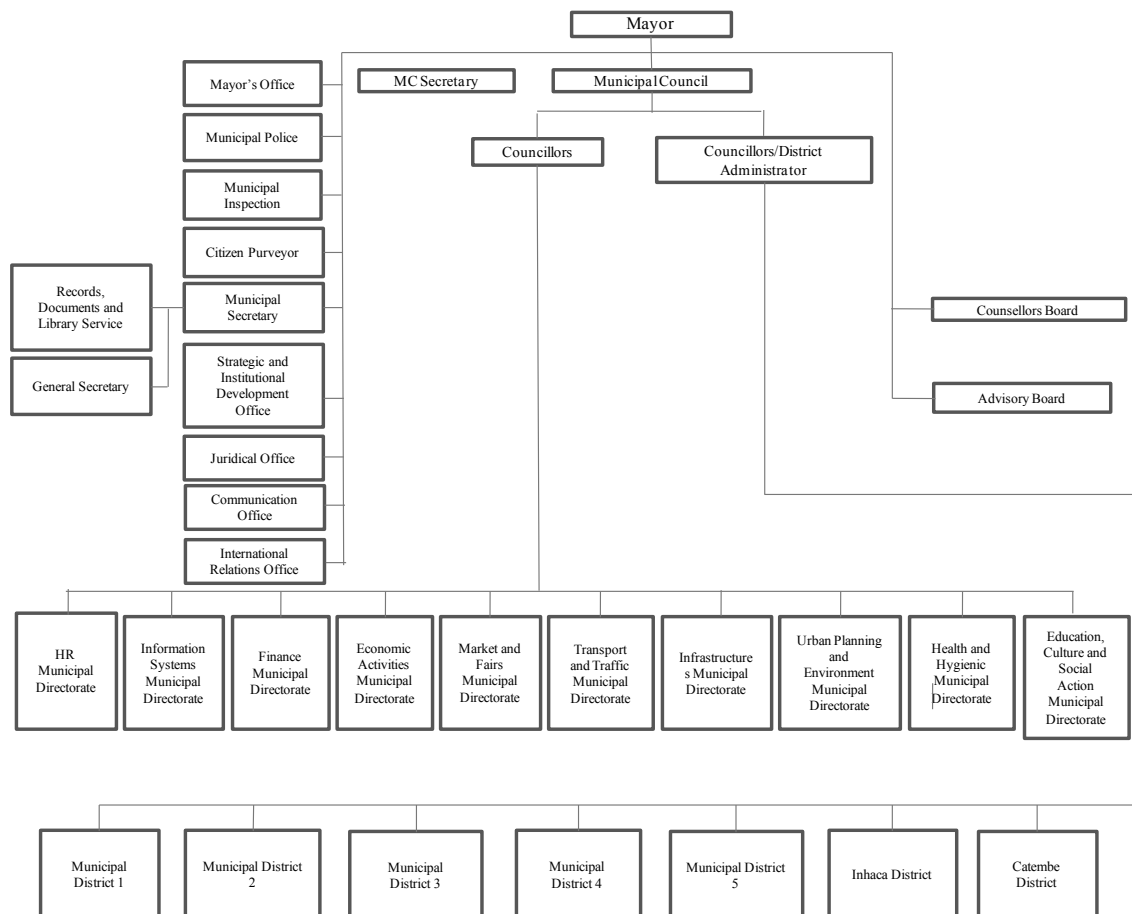 Mayor
MC Secretary
Municipal Council
Councillors
Councillors/District
Administrator
Mayor's Office
Municipal Police
Municipal
Inspection
Citizen Purveyor
Municipal
Secretary
Records,
Documents and
Library Service
General Secretary
Strategic and
Institutional
Development
Office
Juridical Office
Communication
Office
International
Relations Office
Counsellors Board
Advisory Board
HR
Municipal
Directorate
Information
Systems
Municipal
Directorate
Finance
Municipal
Directorate
Economic
Activities
Municipal
Directorate
Market and
Fairs
Municipal
Directorate
Transport
and Traffic
Municipal
Directorate
Infrastructure
s Municipal
Directorate
Urban Planning
and
Environment
Municipal
Directorate
Health and
Hygienic
Municipal
Directorate
Education,
Culture and
Social
Action
Municipal
Directorate
Municipal
District 1
Municipal District
2
Municipal
District 3
Municipal
District 4
Municipal District
5
Inhaca District
Catembe
District